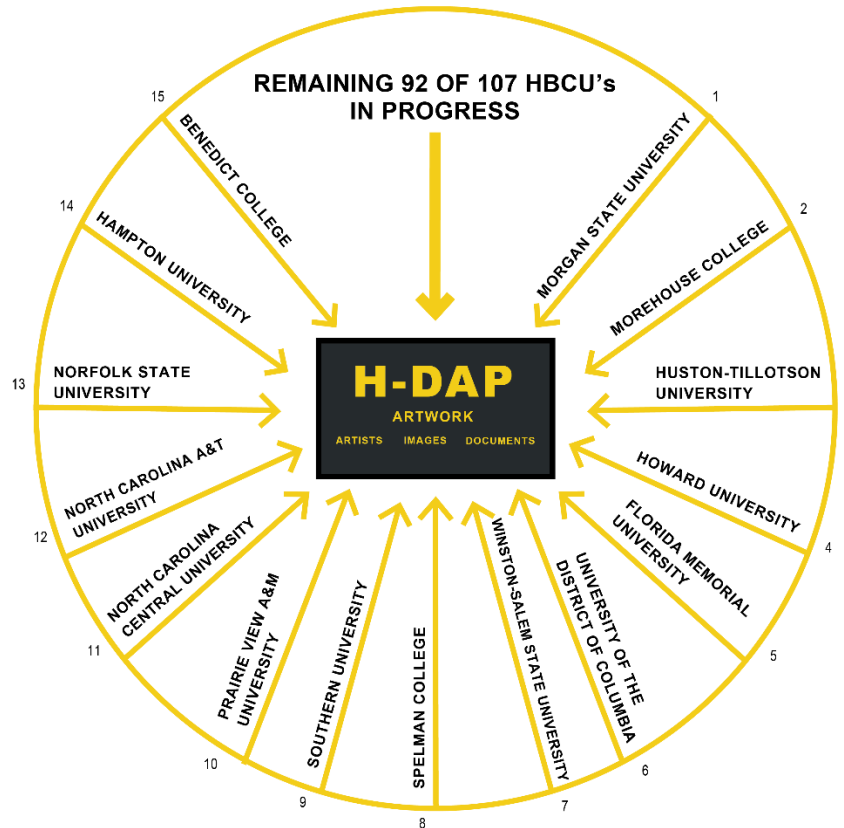 REMAINING 92 OF 107 HBCU's
IN PROGRESS
1
MORGAN STATE UNIVERSITY
2
MOREHOUSE COLLEGE
HUSTON-TILLOTSON
UNIVERSITY
4
HOWARD UNIVERSITY
5
FLORIDA MEMORIAL
UNIVERSITY
6
UNIVERSITY OF THE
DISTRICT OF COLUMBIA
7
WINSTON-SALEM STATE UNIVERSITY
8
SPELMAN COLLEGE
9
SOUTHERN UNIVERSITY
10
PRAIRIE VIEW A&M
UNIVERSITY
11
NORTH CAROLINA
CENTRAL UNIVERSITY
12
NORTH CAROLINA A&T
UNIVERSITY
13
NORFOLK STATE
UNIVERSITY
14
HAMPTON UNIVERSITY
15
BENEDICT COLLEGE
H-DAP
ARTWORK
ARTISTS IMAGES DOCUMENTS